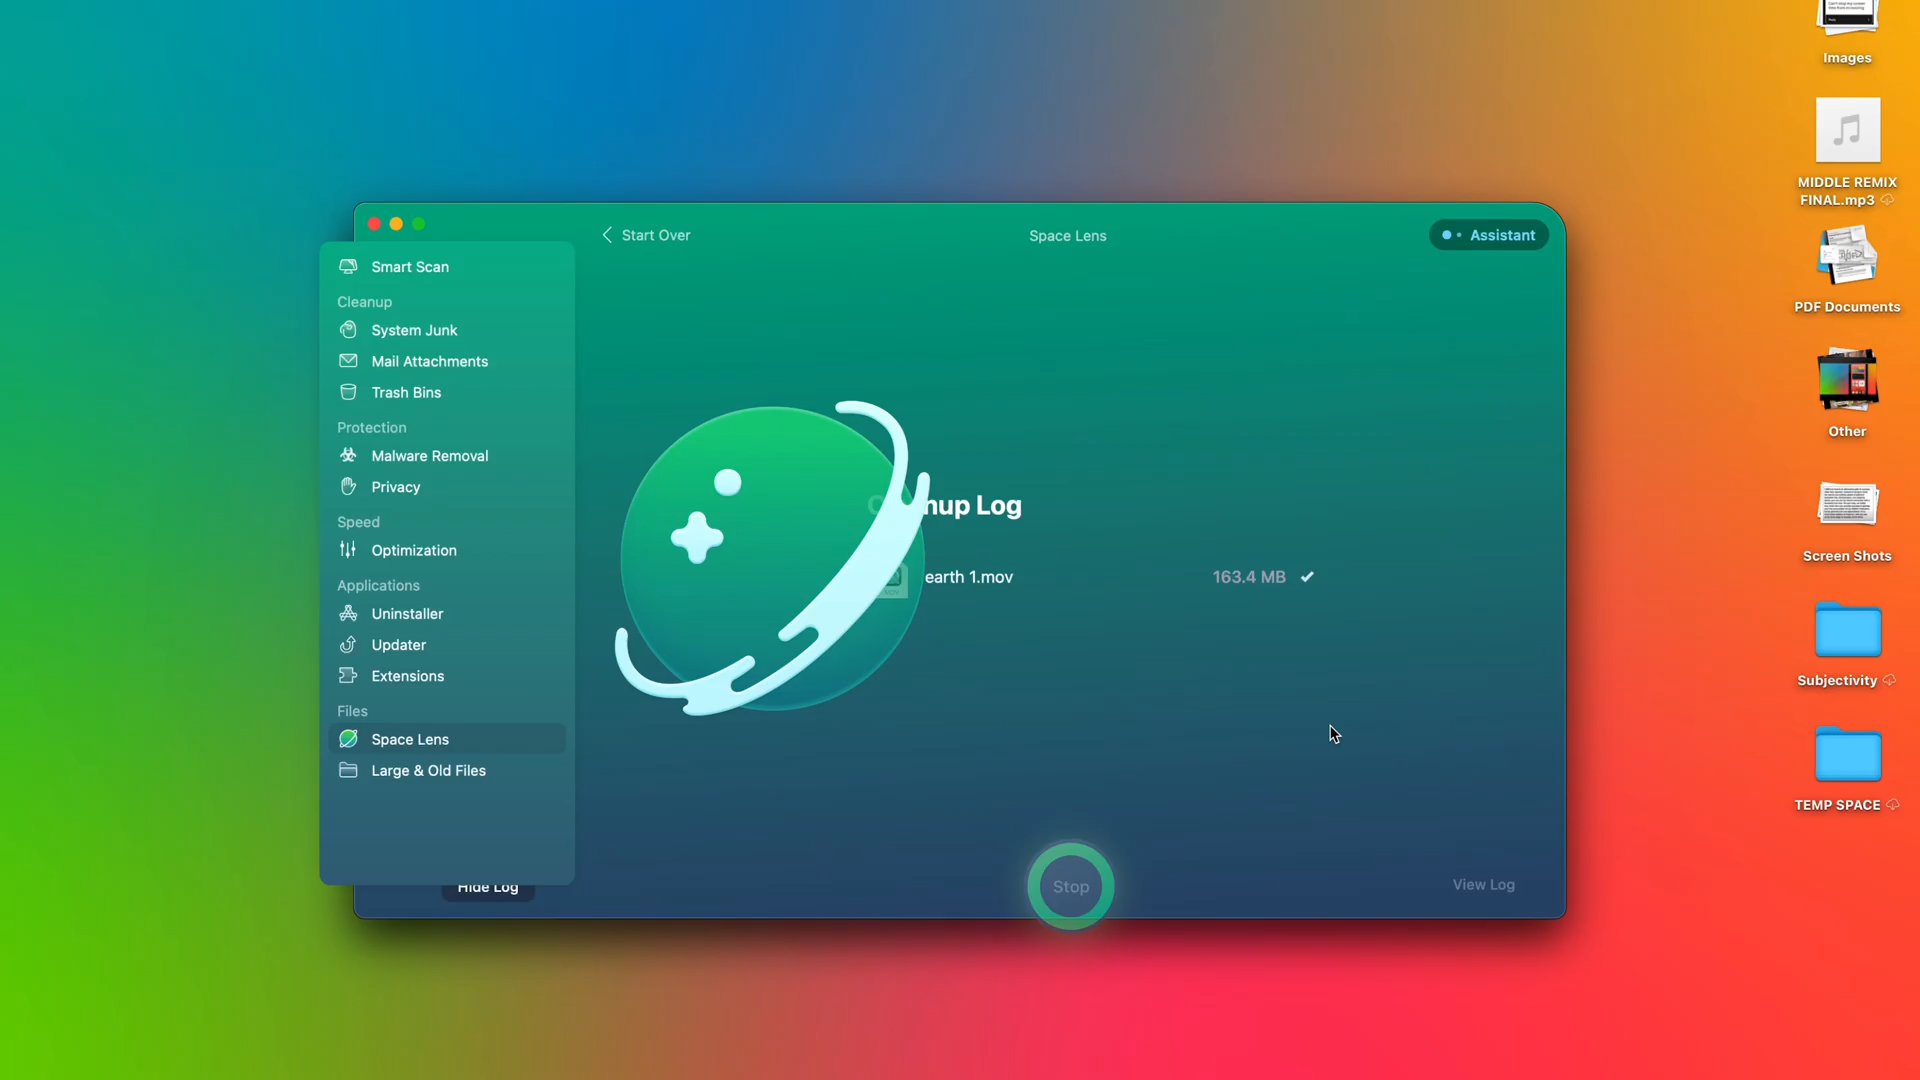 Start Over
Space Lens
Assistant
Smart Scan
Cleanup
System Junk
Mail Attachments
Trash Bins
Protection
Malware Removal
Privacy
Speed
Optimization
Applications
Uninstaller
Updater
Extensions
Files
Space Lens
Large & Old Files
Hide Log
nup Log
earth 1.mov
163.4 MB
Stop
View Log
Images
MIDDLE REMIX
FINAL.mp3
PDF Documents
Other
Screen Shots
Subjectivity
TEMP SPACE